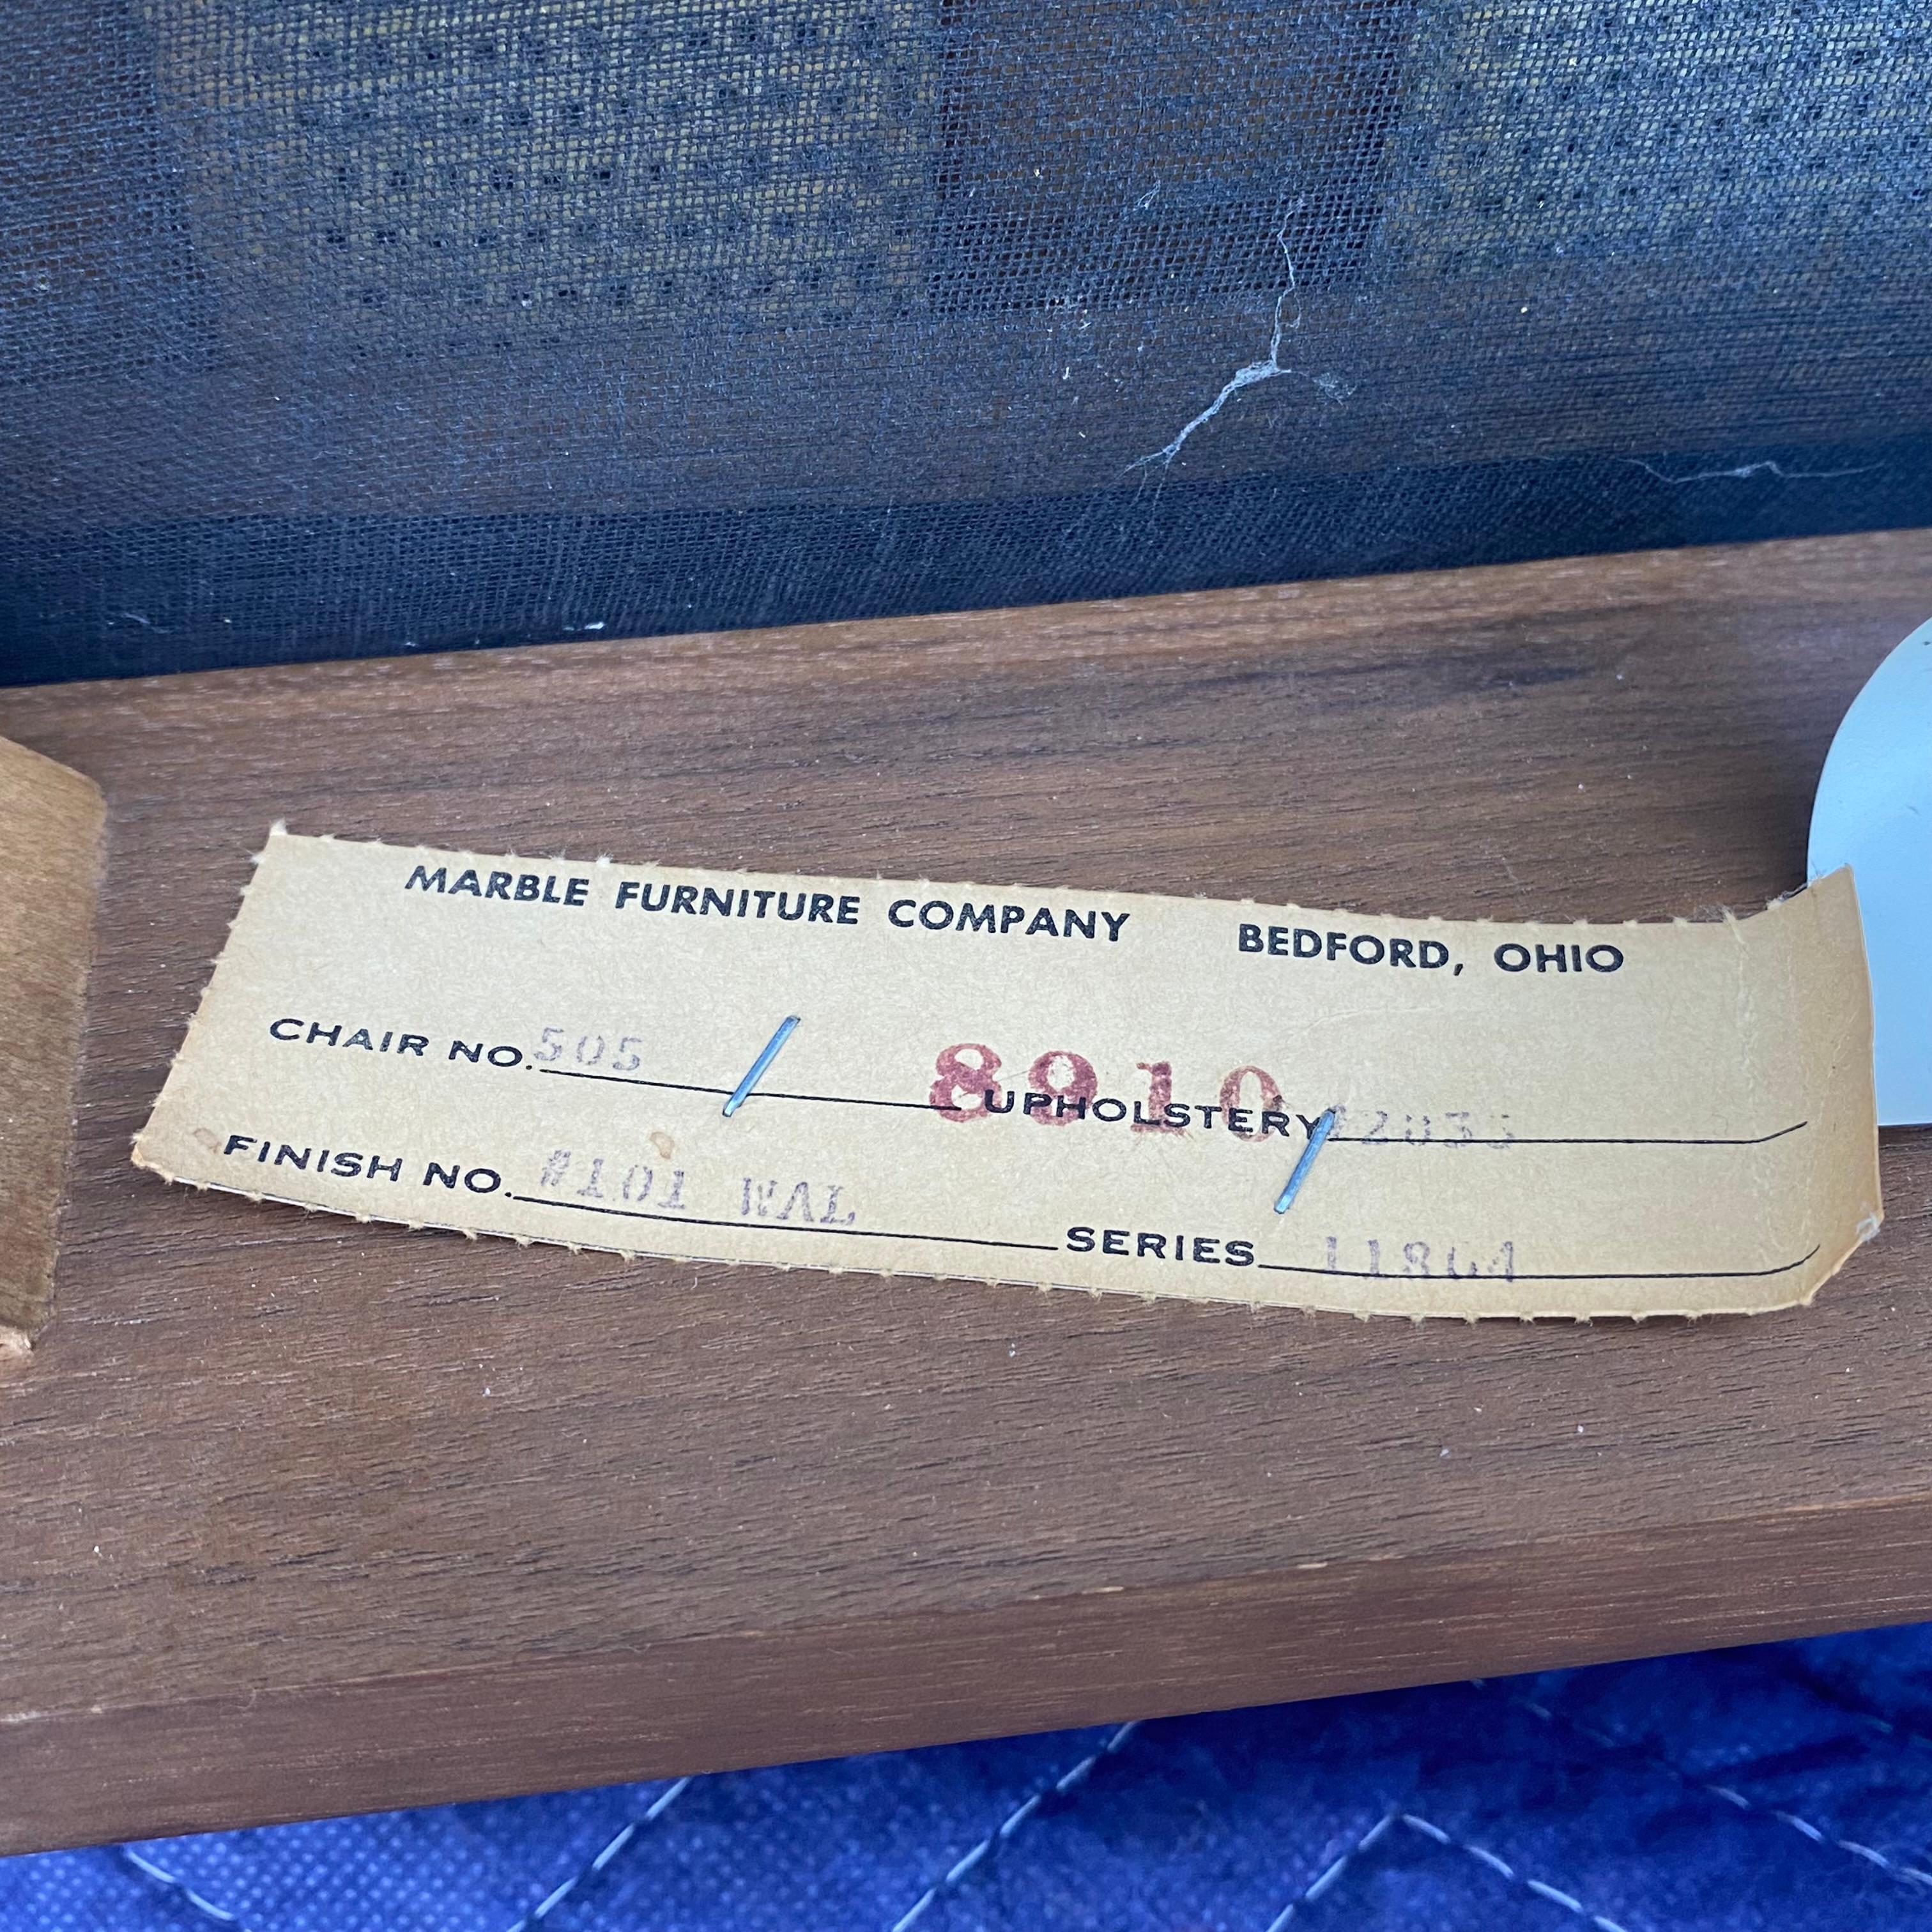 MARBLE FURNITURE COMPANY BEDFORD, OHIO
CHAIR NO. 505 8910 UPHOLSTERY
FINISH NO. #101 WAL SERIES